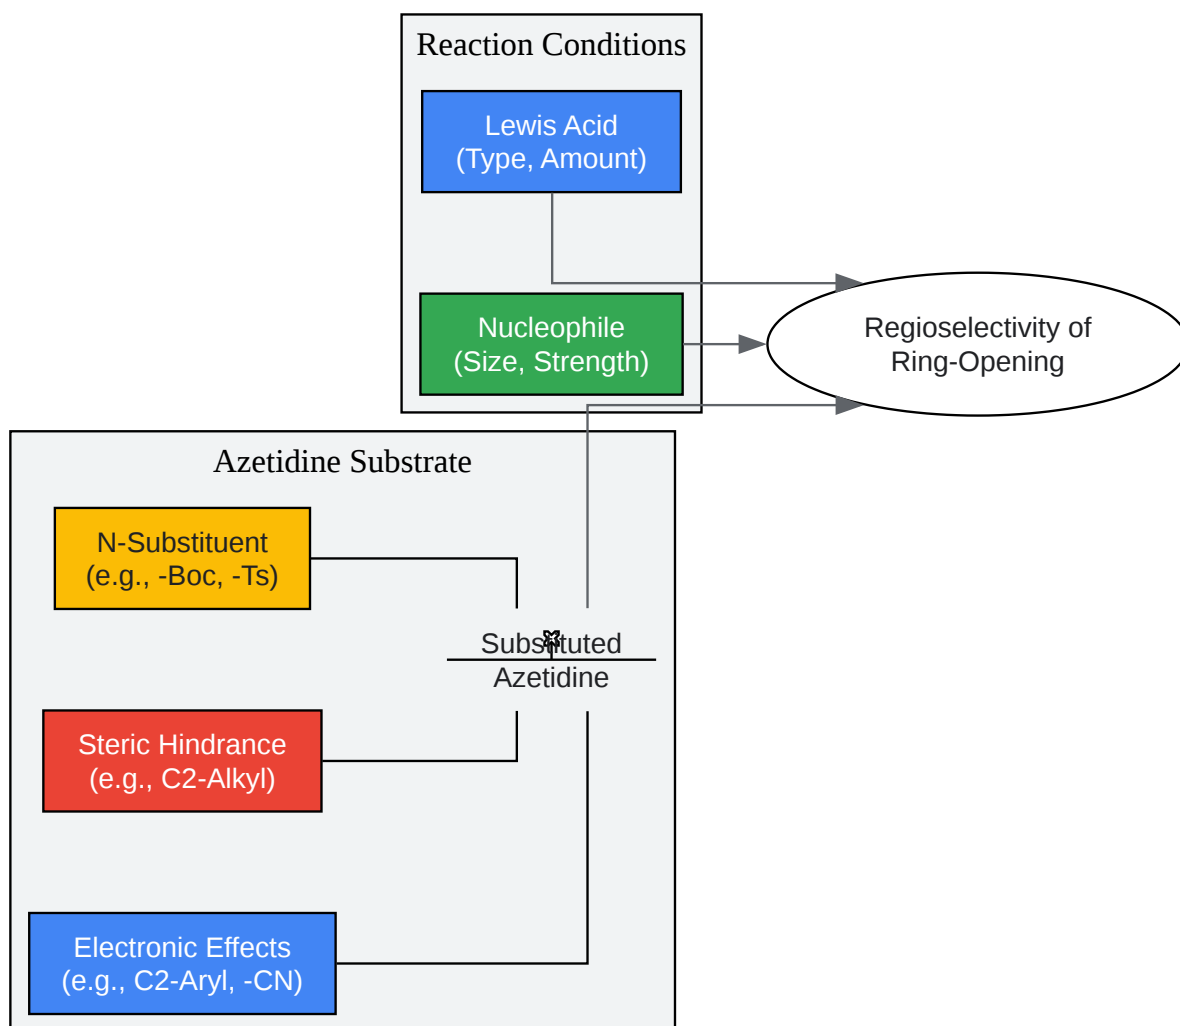 Reaction Conditions
Lewis Acid
(Type, Amount)
Nucleophile
(Size, Strength)
Regioselectivity of
Ring-Opening
Azetidine Substrate
N-Substituent
(e.g., -Boc, -Ts)
Substituted
Azetidine
Steric Hindrance
(e.g., C2-Alkyl)
Electronic Effects
(e.g., C2-Aryl, -CN)